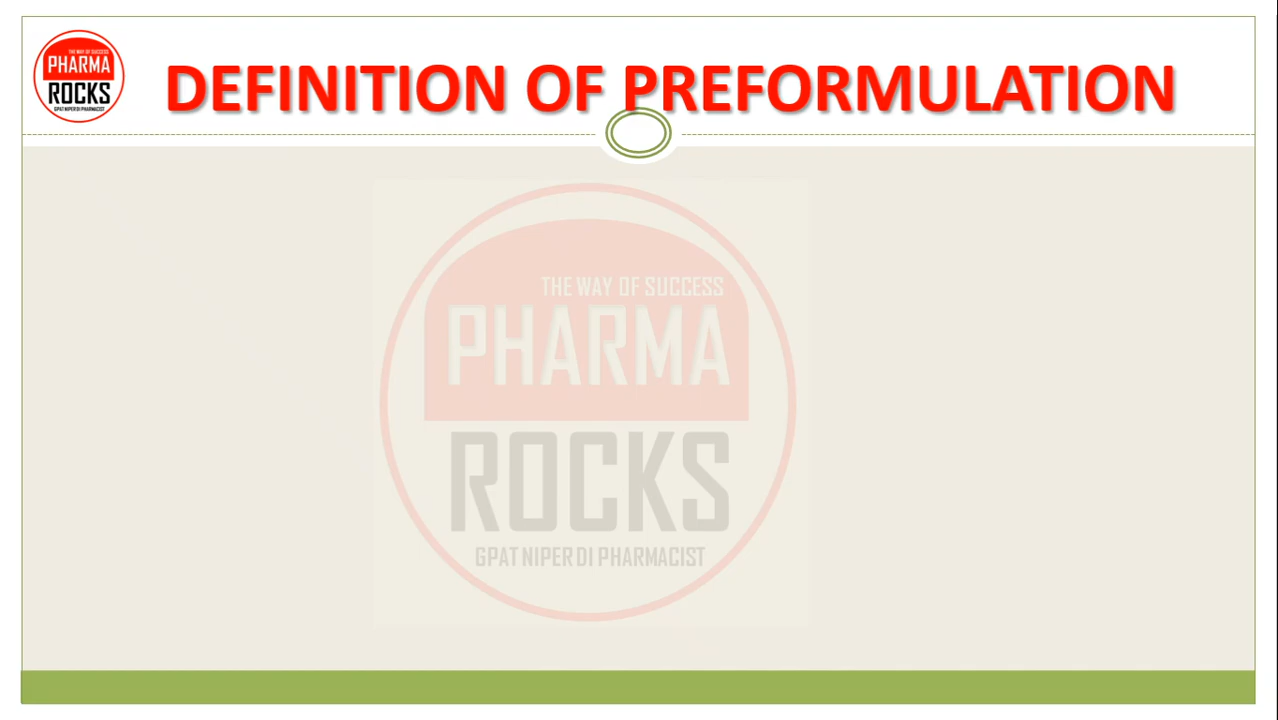 THE WAY OF SUCCESS
PHARMA
ROCKS
GPAT NIPER DI PHARMACIST
DEFINITION OF PREFORMULATION
THE WAY OF SUCCESS
PHARMA
ROCKS
GPAT NIPER DI PHARMACIST